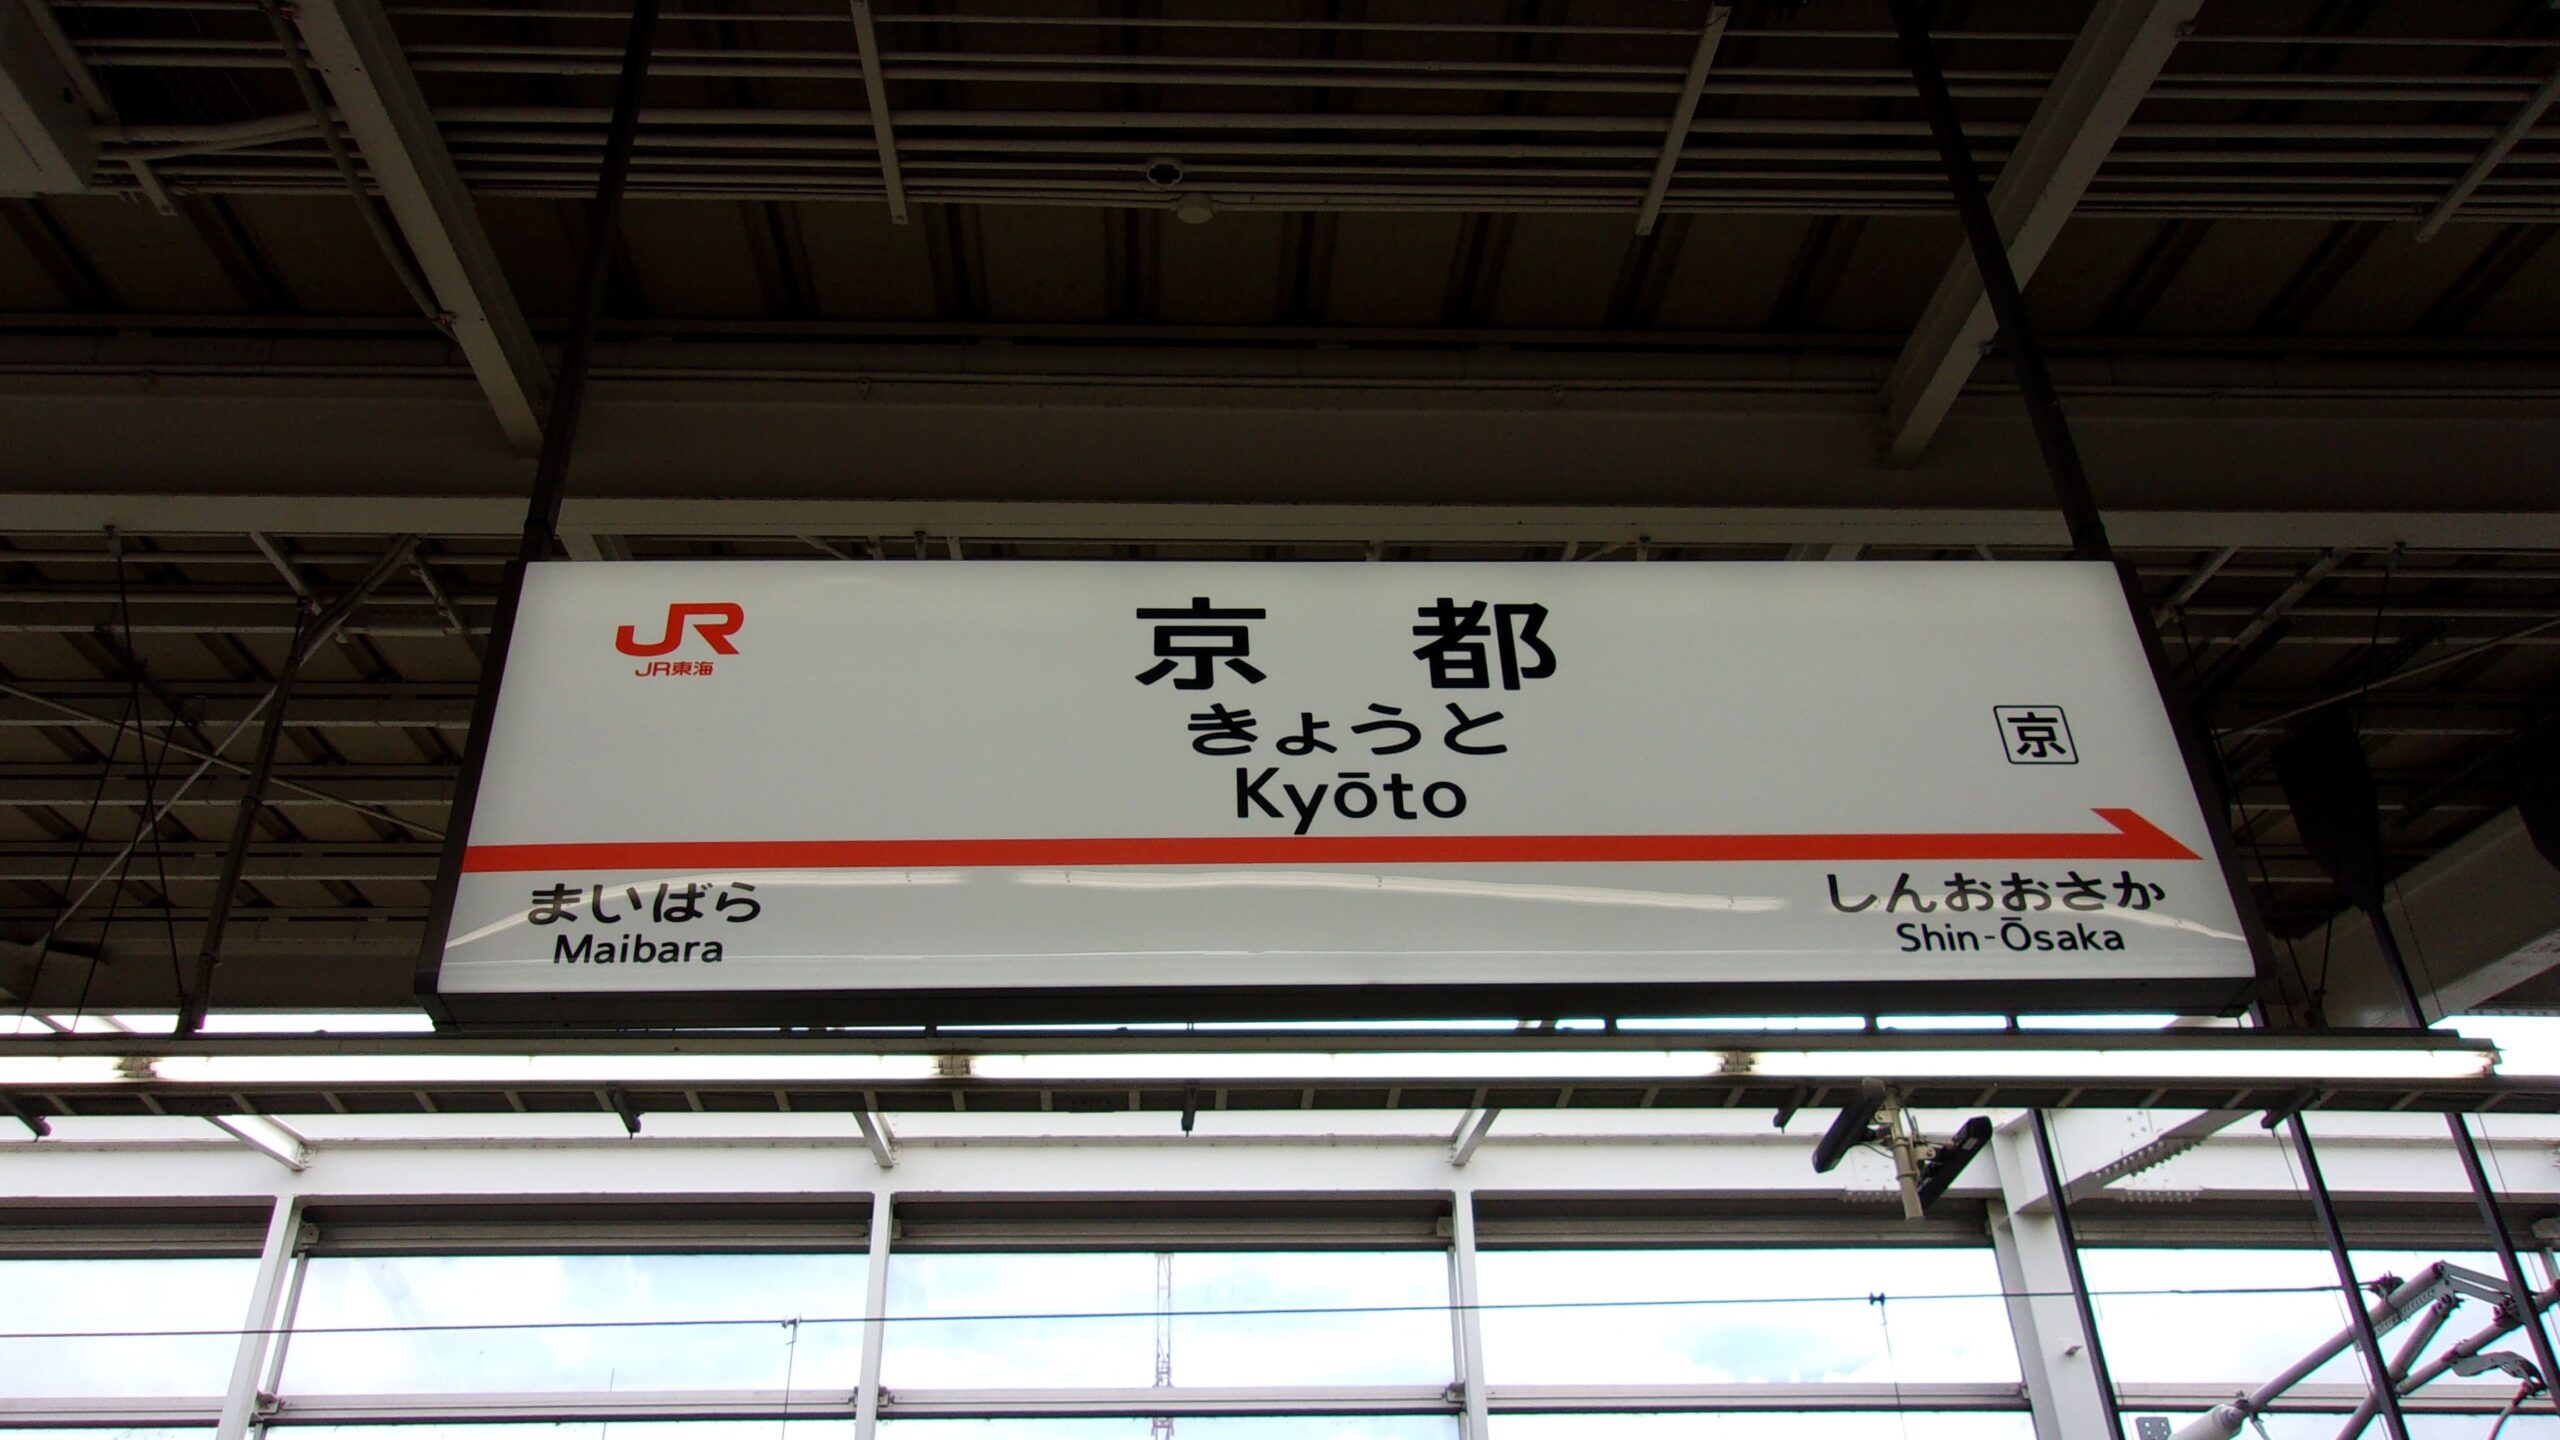 JR
JR東海
京都
きょうと
Kyōto
京
まいばら
Maibara
しんおおさか
Shin-Ōsaka